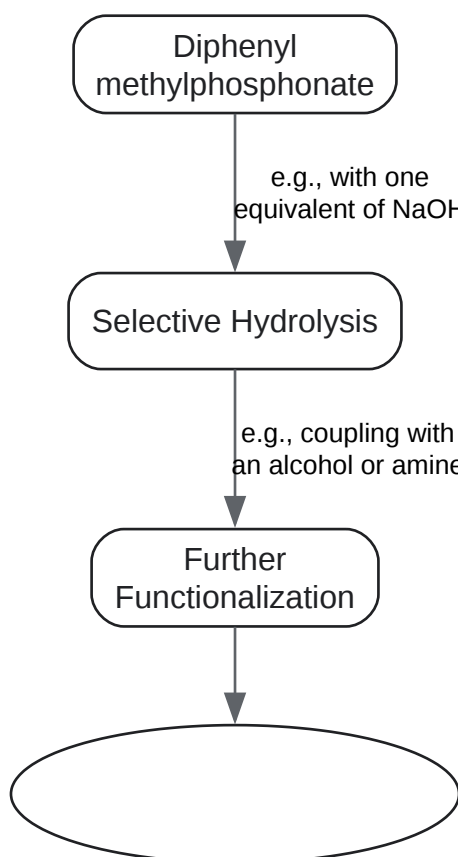 Diphenyl
methylphosphonate
e.g., with one
equivalent of NaOH
Selective Hydrolysis
e.g., coupling with
an alcohol or amine
Further
Functionalization